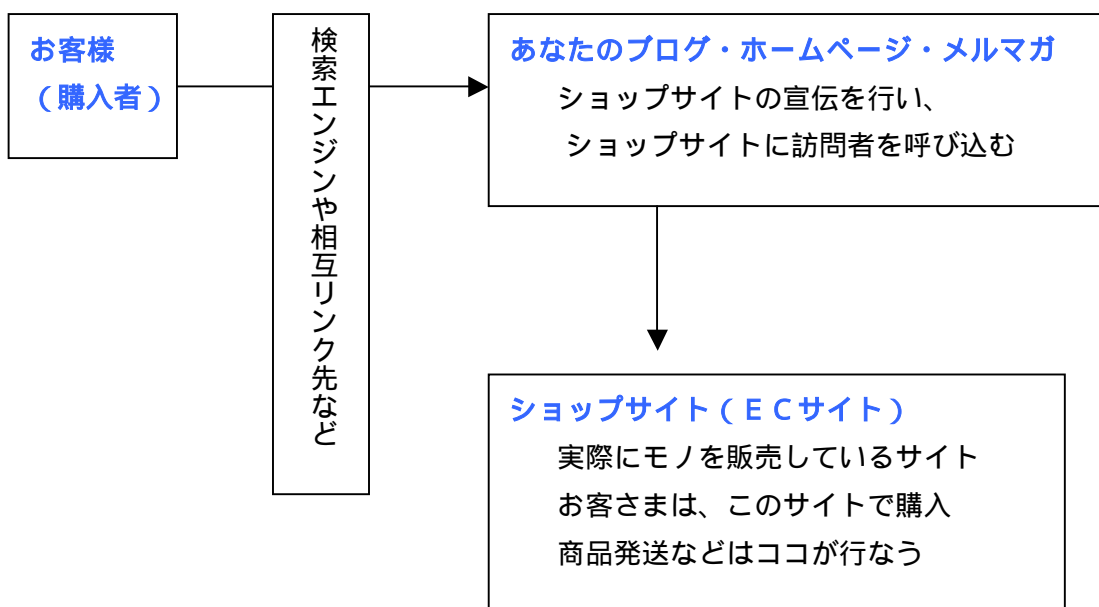 お客様
（購入者）
検索エンジンや相互リンク先など
あなたのブログ・ホームページ・メルマガ
ショップサイトの宣伝を行い、
ショップサイトに訪問者を呼び込む
ショップサイト（ＥＣサイト）
実際にモノを販売しているサイト
お客さまは、このサイトで購入
商品発送などはココが行なう